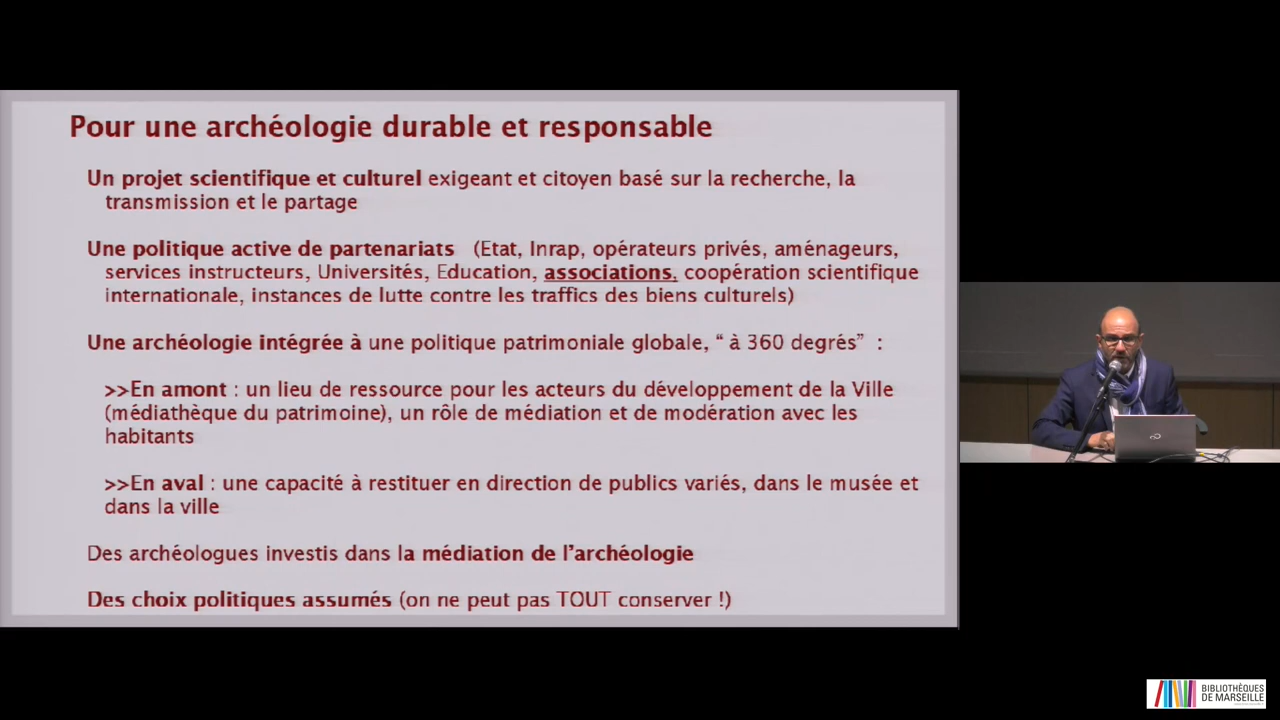 Pour une archéologie durable et responsable
Un projet scientifique et culturel exigeant et citoyen basé sur la recherche, la
transmission et le partage
Une politique active de partenariats (Etat, Inrap, opérateurs privés, aménageurs,
services instructeurs, Universités, Education, associations, coopération scientifique
internationale, instances de lutte contre les traffics des biens culturels)
Une archéologie intégrée à une politique patrimoniale globale, “ à 360 degrés” :
>>En amont : un lieu de ressource pour les acteurs du développement de la Ville
(médiathèque du patrimoine), un rôle de médiation et de modération avec les
habitants
>>En aval : une capacité à restituer en direction de publics variés, dans le musée et
dans la ville
Des archéologues investis dans la médiation de l’archéologie
Des choix politiques assumés (on ne peut pas TOUT conserver !)
BIBLIOTHÈQUES
DE MARSEILLE